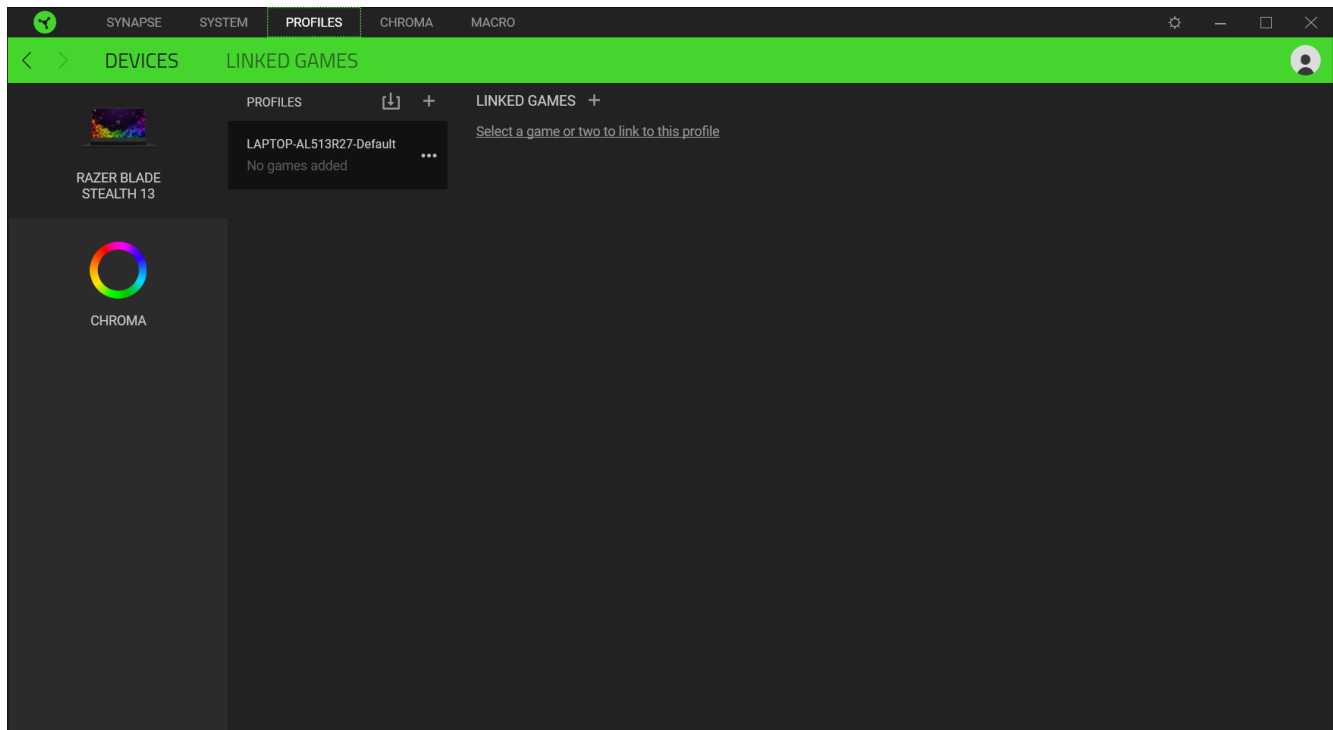 SYNAPSE SYSTEM PROFILES CHROMA MACRO
DEVICES LINKED GAMES
PROFILES
LINKED GAMES
Select a game or two to link to this profile
LAPTOP-AL513R27-Default
No games added
RAZER BLADE
STEALTH 13
CHROMA